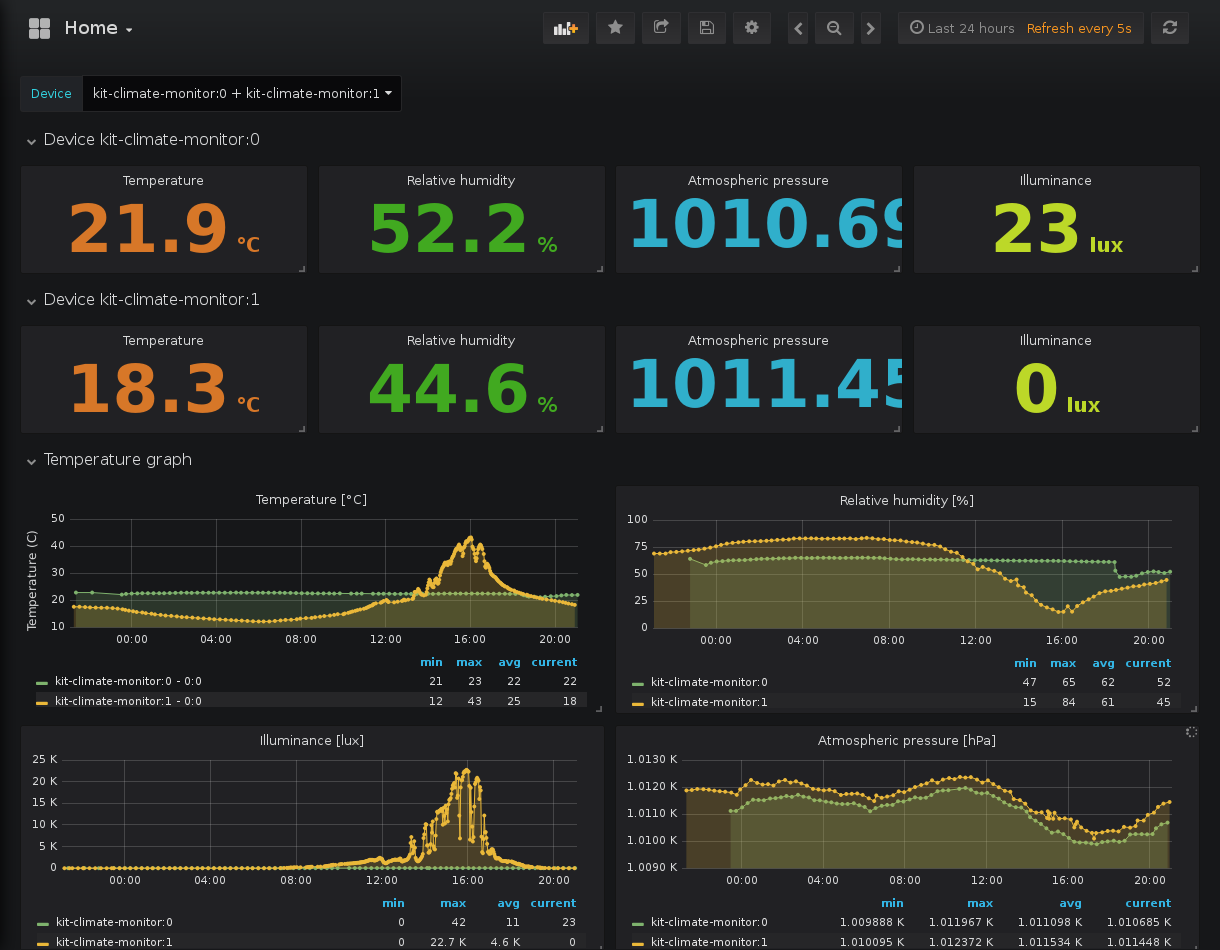 Home
Last 24 hours Refresh every 5s
Device kit-climate-monitor:0 + kit-climate-monitor:1
Device kit-climate-monitor:0
Temperature Relative humidity Atmospheric pressure Illuminance
21.9 °C 52.2 % 1010.69 23 lux
Device kit-climate-monitor:1
Temperature Relative humidity Atmospheric pressure Illuminance
18.3 °C 44.6 % 1011.45 0 lux
Temperature graph
Temperature [°C]
Temperature (C)
50
40
30
20
10
00:00 04:00 08:00 12:00 16:00 20:00
min max avg current
kit-climate-monitor:0 - 0:0 21 23 22 22
kit-climate-monitor:1 - 0:0 12 43 25 18
Relative humidity [%]
100
75
50
25
0
00:00 04:00 08:00 12:00 16:00 20:00
min max avg current
kit-climate-monitor:0 47 65 62 52
kit-climate-monitor:1 15 84 61 45
Illuminance [lux]
25 K
20 K
15 K
10 K
5 K
0
00:00 04:00 08:00 12:00 16:00 20:00
min max avg current
kit-climate-monitor:0 0 42 11 23
kit-climate-monitor:1 0 22.7 K 4.6 K 0
Atmospheric pressure [hPa]
1.0130 K
1.0120 K
1.0110 K
1.0100 K
1.0090 K
00:00 04:00 08:00 12:00 16:00 20:00
min max avg current
kit-climate-monitor:0 1.009888 K 1.011967 K 1.011098 K 1.010685 K
kit-climate-monitor:1 1.010095 K 1.012372 K 1.011534 K 1.011448 K